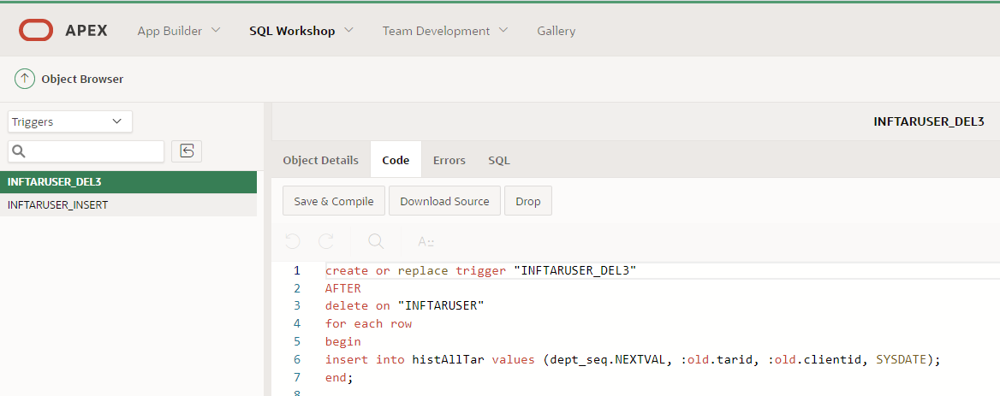 APEX App Builder SQL Workshop Team Development Gallery
Object Browser
Triggers
INFTARUSER_DEL3
INFTARUSER_INSERT
INFTARUSER_DEL3
Object Details Code Errors SQL
Save & Compile Download Source Drop
A
1 create or replace trigger "INFTARUSER_DEL3"
2 AFTER
3 delete on "INFTARUSER"
4 for each row
5 begin
6 insert into histAllTar values (dept_seq.NEXTVAL, :old.tarid, :old.clientid, SYSDATE);
7 end;
8